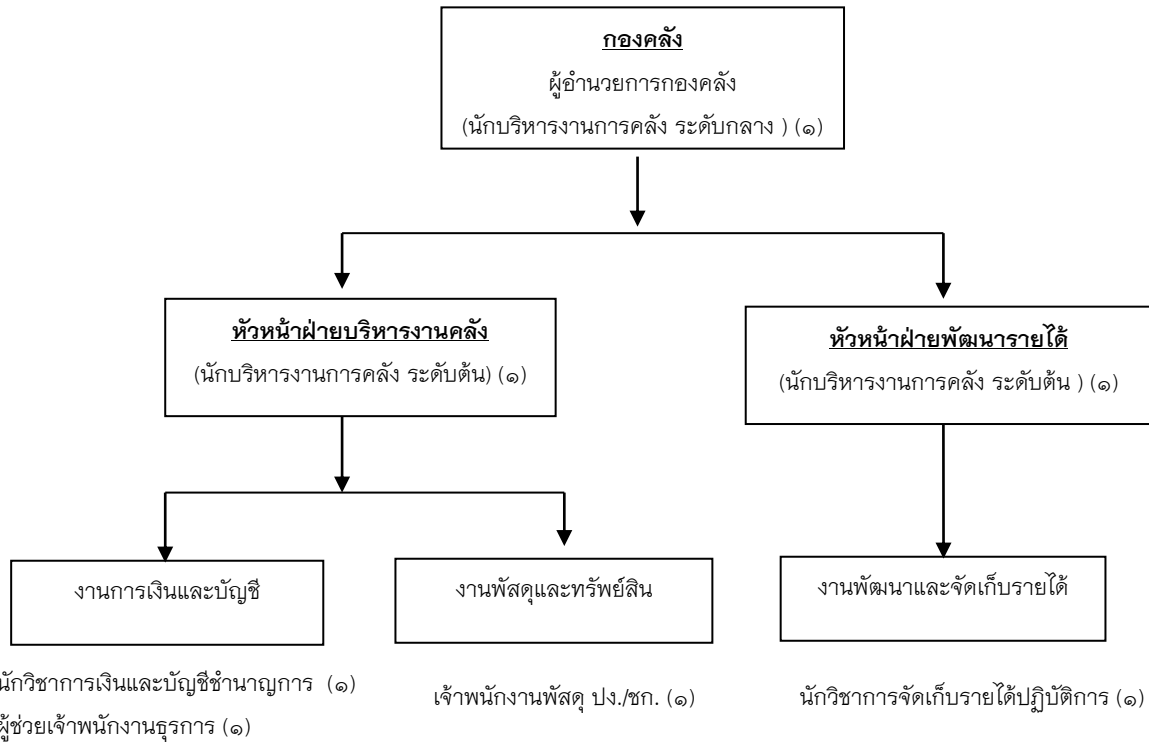 กองคลัง
ผู้อำนวยการกองคลัง
(นักบริหารงานการคลัง ระดับกลาง ) (๑)
หัวหน้าฝ่ายบริหารงานคลัง
(นักบริหารงานการคลัง ระดับต้น) (๑)
หัวหน้าฝ่ายพัฒนารายได้
(นักบริหารงานการคลัง ระดับต้น ) (๑)
งานการเงินและบัญชี
งานพัสดุและทรัพย์สิน
งานพัฒนาและจัดเก็บรายได้
นักวิชาการเงินและบัญชีชำนาญการ (๑)
ผู้ช่วยเจ้าพนักงานธุรการ (๑)
เจ้าพนักงานพัสดุ ปง./ชก. (๑)
นักวิชาการจัดเก็บรายได้ปฏิบัติการ (๑)